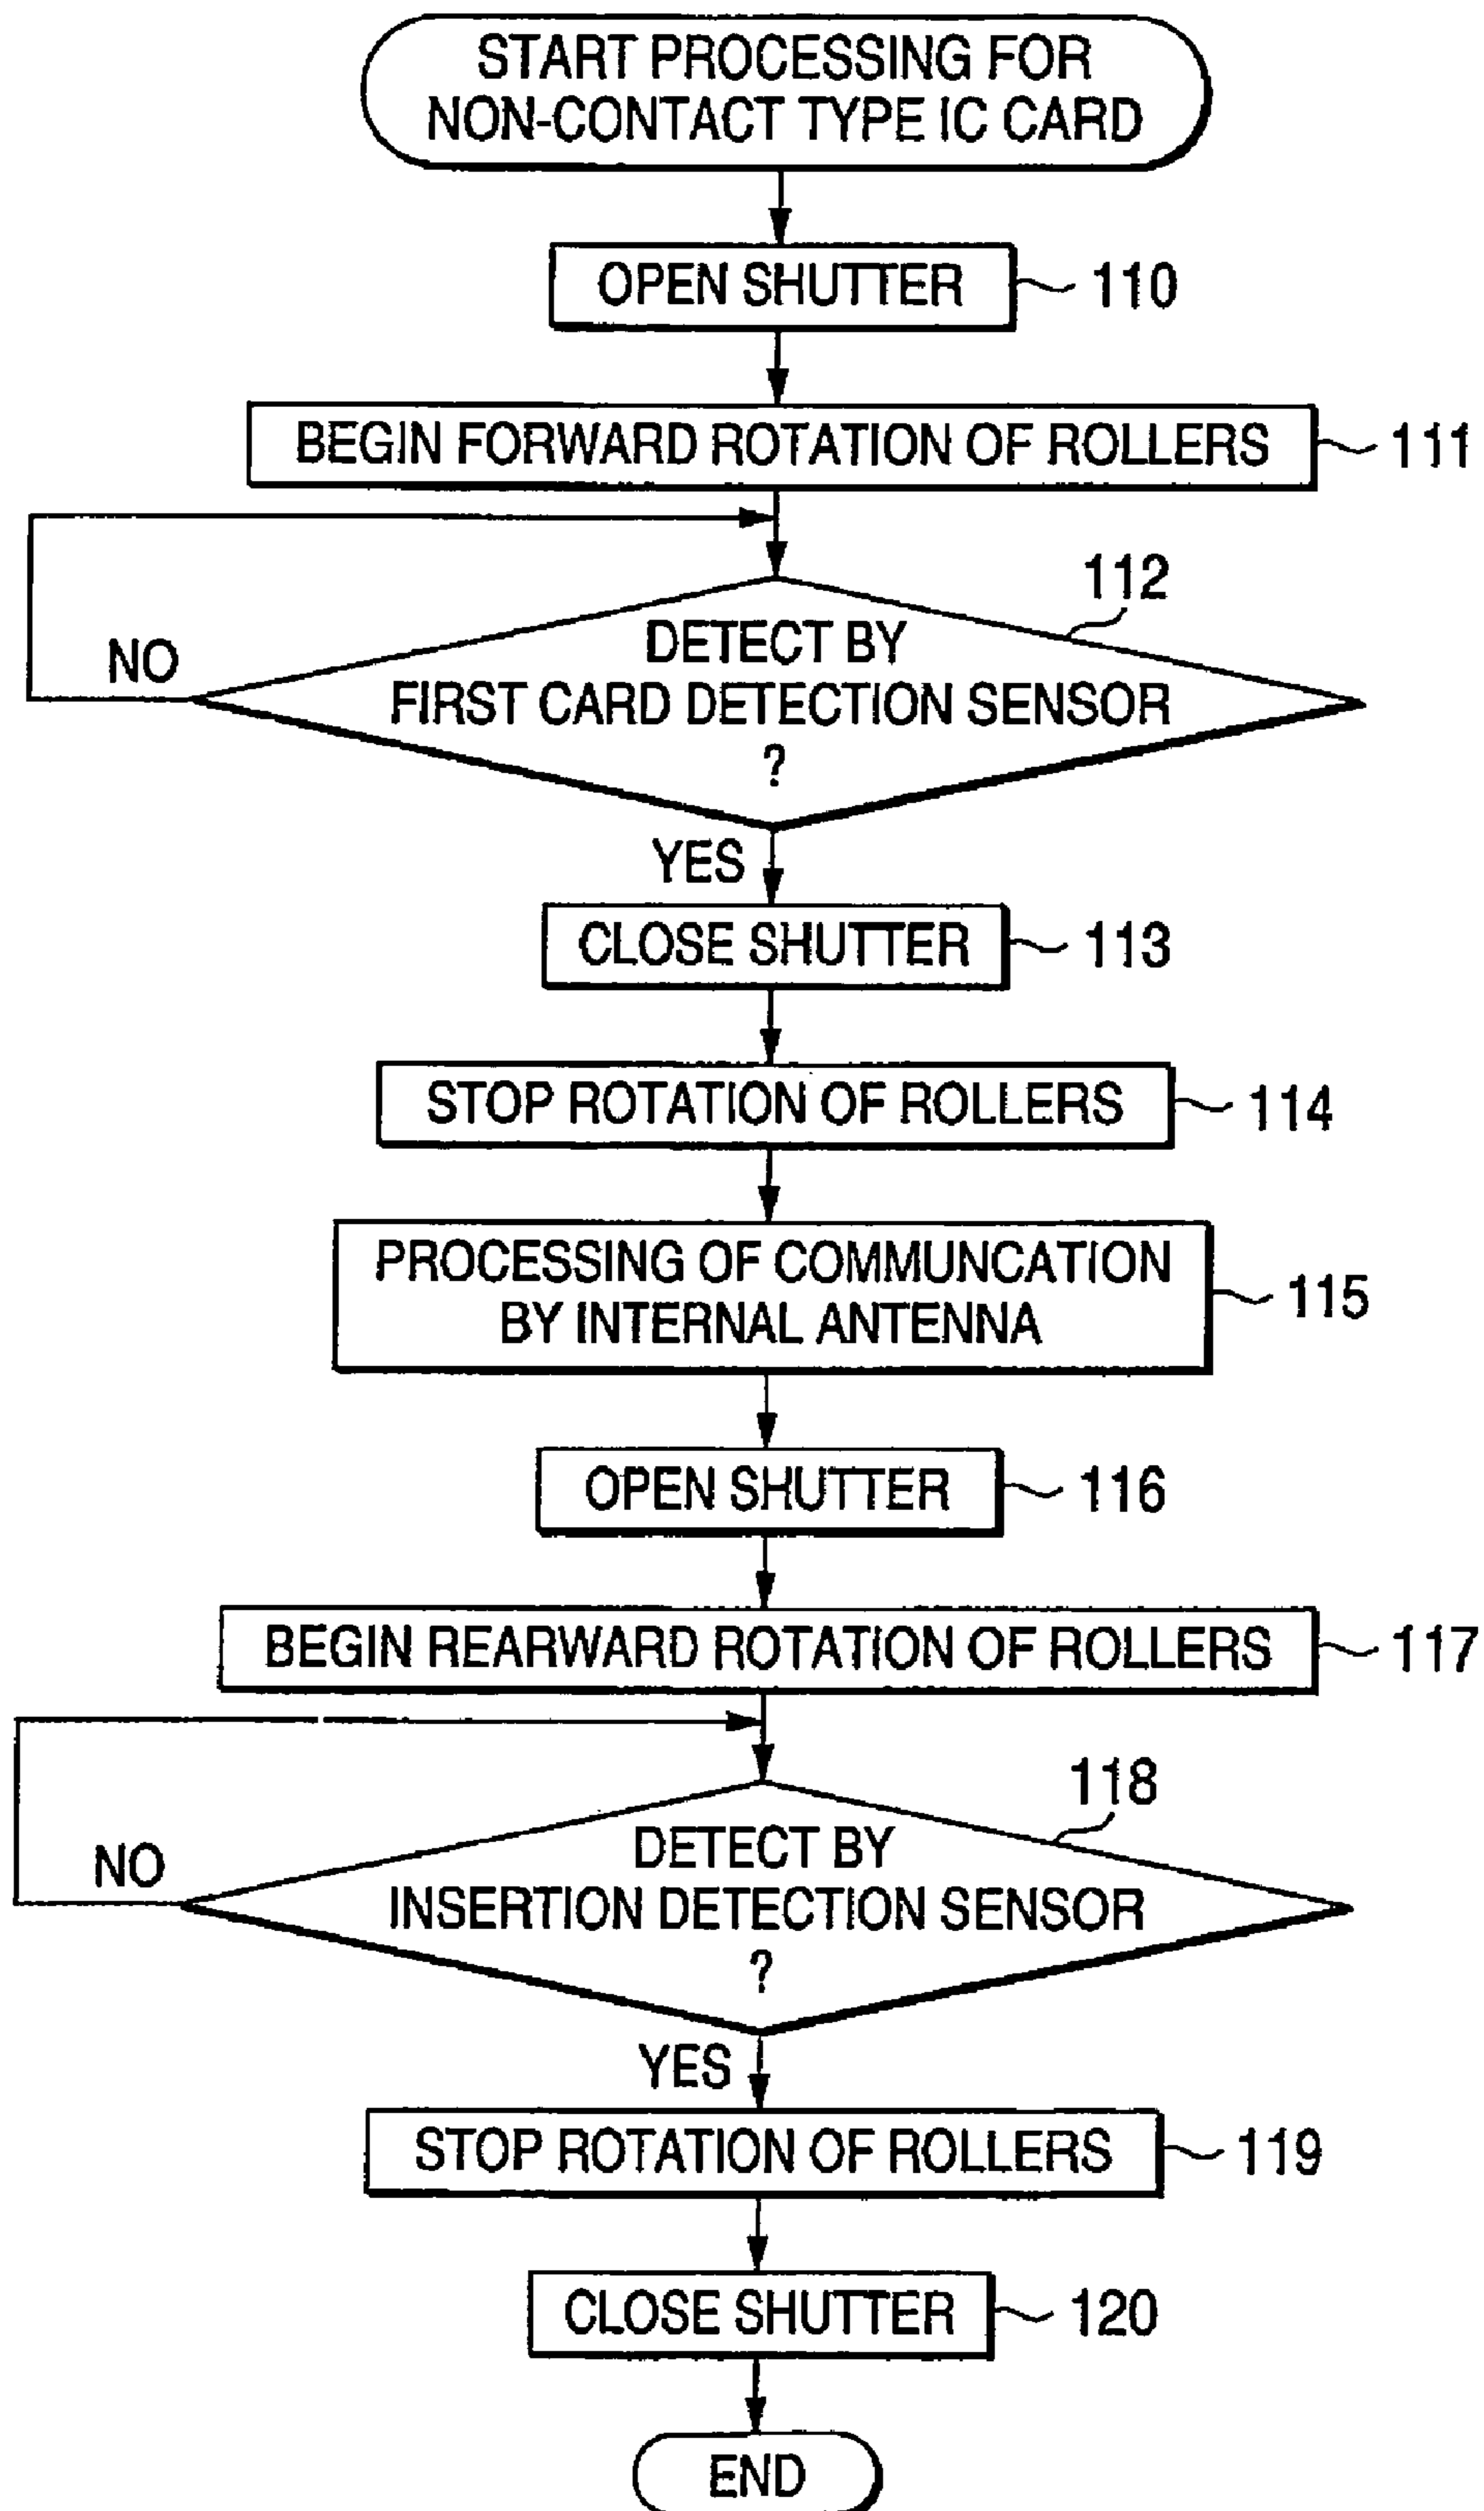 START PROCESSING FOR
NON-CONTACT TYPE IC CARD
OPEN SHUTTER
110
BEGIN FORWARD ROTATION OF ROLLERS
111
112
DETECT BY
FIRST CARD DETECTION SENSOR
?
NO
YES
CLOSE SHUTTER
113
STOP ROTATION OF ROLLERS
114
PROCESSING OF COMMUNCATION
BY INTERNAL ANTENNA
115
OPEN SHUTTER
116
BEGIN REARWARD ROTATION OF ROLLERS
117
118
DETECT BY
INSERTION DETECTION SENSOR
?
NO
YES
STOP ROTATION OF ROLLERS
119
CLOSE SHUTTER
120
END